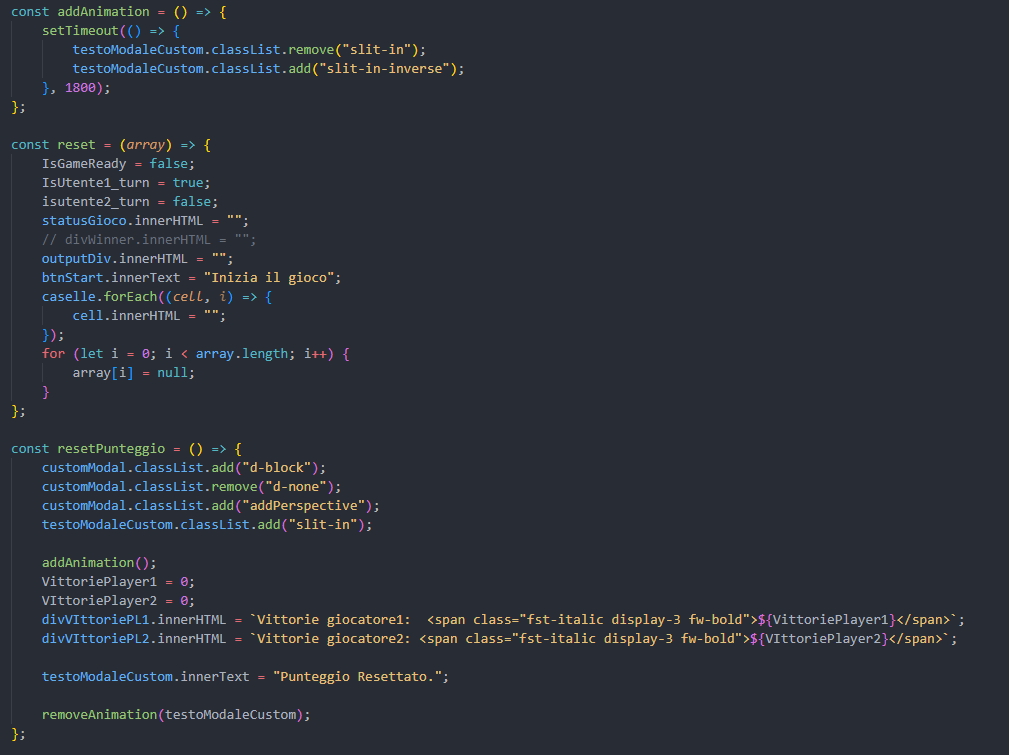 const addAnimation = () => {
    setTimeout(() => {
        testoModaleCustom.classList.remove("slit-in");
        testoModaleCustom.classList.add("slit-in-inverse");
    }, 1800);
};

const reset = (array) => {
    IsGameReady = false;
    IsUtente1_turn = true;
    isutente2_turn = false;
    statusGioco.innerHTML = "";
    // divWinner.innerHTML = "";
    outputDiv.innerHTML = "";
    btnStart.innerText = "Inizia il gioco";
    caselle.forEach((cell, i) => {
        cell.innerHTML = "";
    });
    for (let i = 0; i < array.length; i++) {
        array[i] = null;
    }
};

const resetPunteggio = () => {
    customModal.classList.add("d-block");
    customModal.classList.remove("d-none");
    customModal.classList.add("addPerspective");
    testoModaleCustom.classList.add("slit-in");

    addAnimation();
    VittoriePlayer1 = 0;
    VIttoriePlayer2 = 0;
    divVIttoriePL1.innerHTML = `Vittorie giocatore1:  <span class="fst-italic display-3 fw-bold">${VittoriePlayer1}</span>`;
    divVIttoriePL2.innerHTML = `Vittorie giocatore2: <span class="fst-italic display-3 fw-bold">${VIttoriePlayer2}</span>`;

    testoModaleCustom.innerText = "Punteggio Resettato.";

    removeAnimation(testoModaleCustom);
};